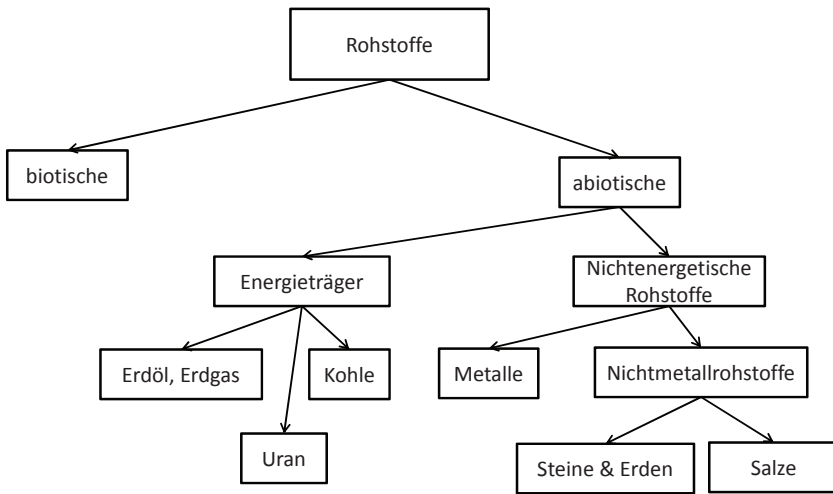 Rohstoffe
biotische
abiotische
Energieträger
Nichtenergetische
Rohstoffe
Erdöl, Erdgas
Kohle
Metalle
Nichtmetallrohstoffe
Uran
Steine & Erden
Salze